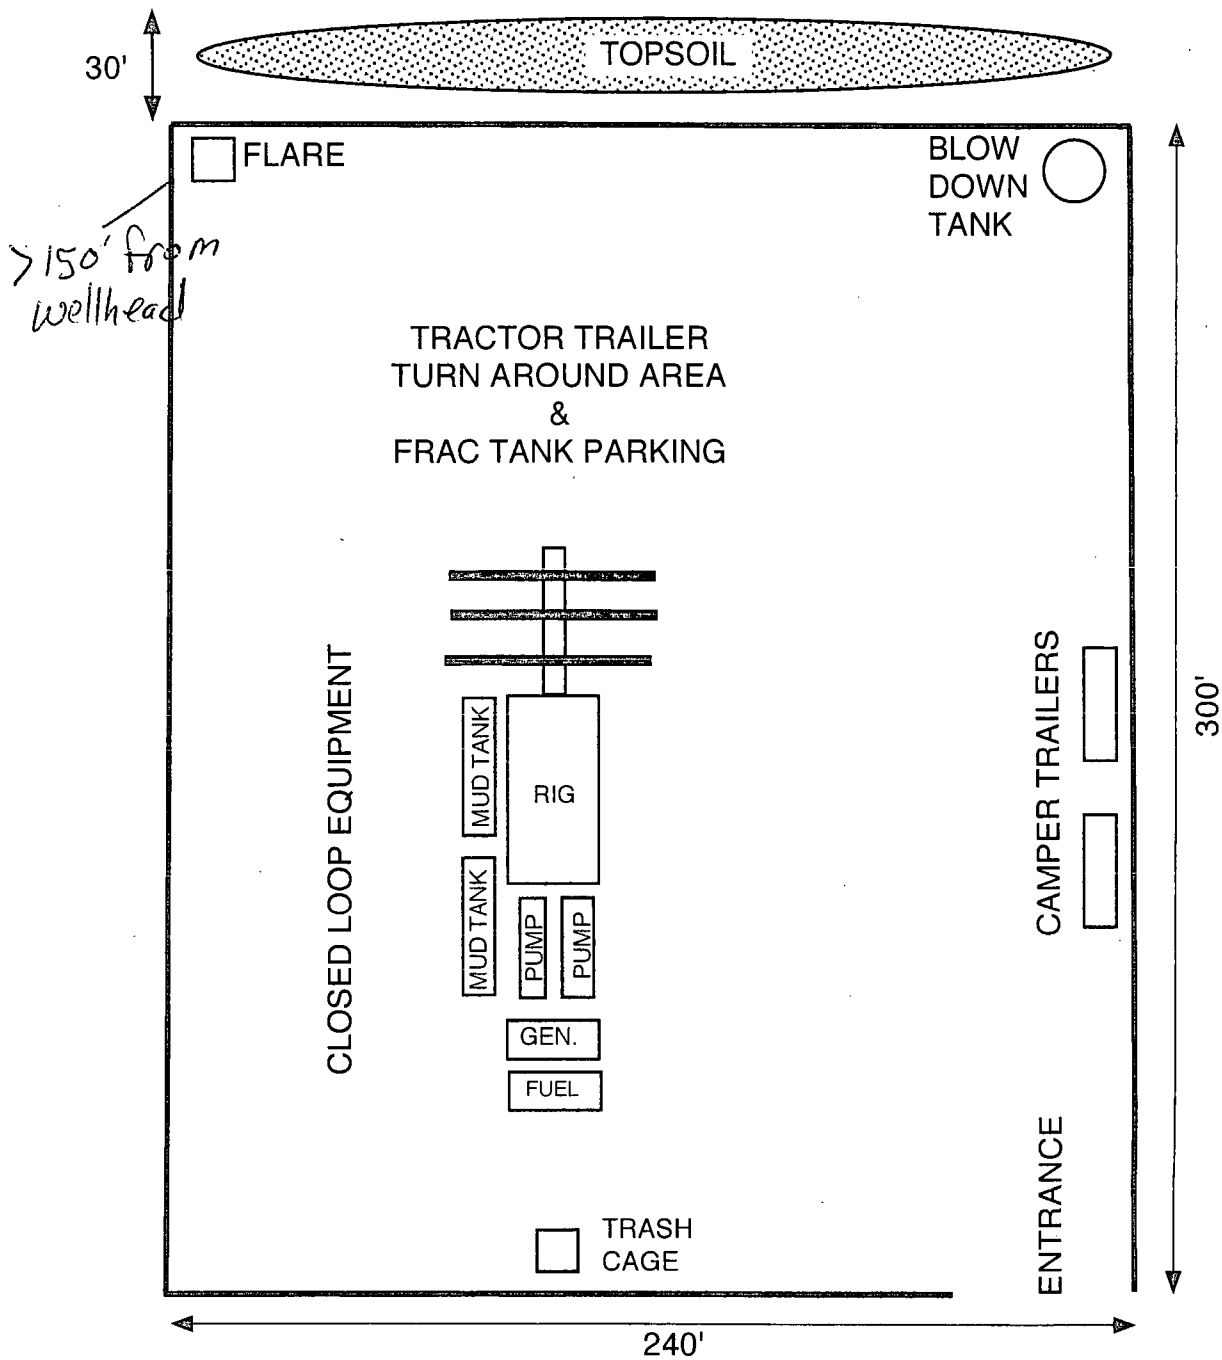 TOPSOIL
30'
FLARE
BLOW
DOWN
TANK
>150' from
wellhead
TRACTOR TRAILER
TURN AROUND AREA
&
FRAC TANK PARKING
CLOSED LOOP EQUIPMENT
MUD TANK
RIG
CAMPER TRAILERS
300'
MUD TANK
PUMP
PUMP
GEN.
FUEL
ENTRANCE
TRASH
CAGE
240'